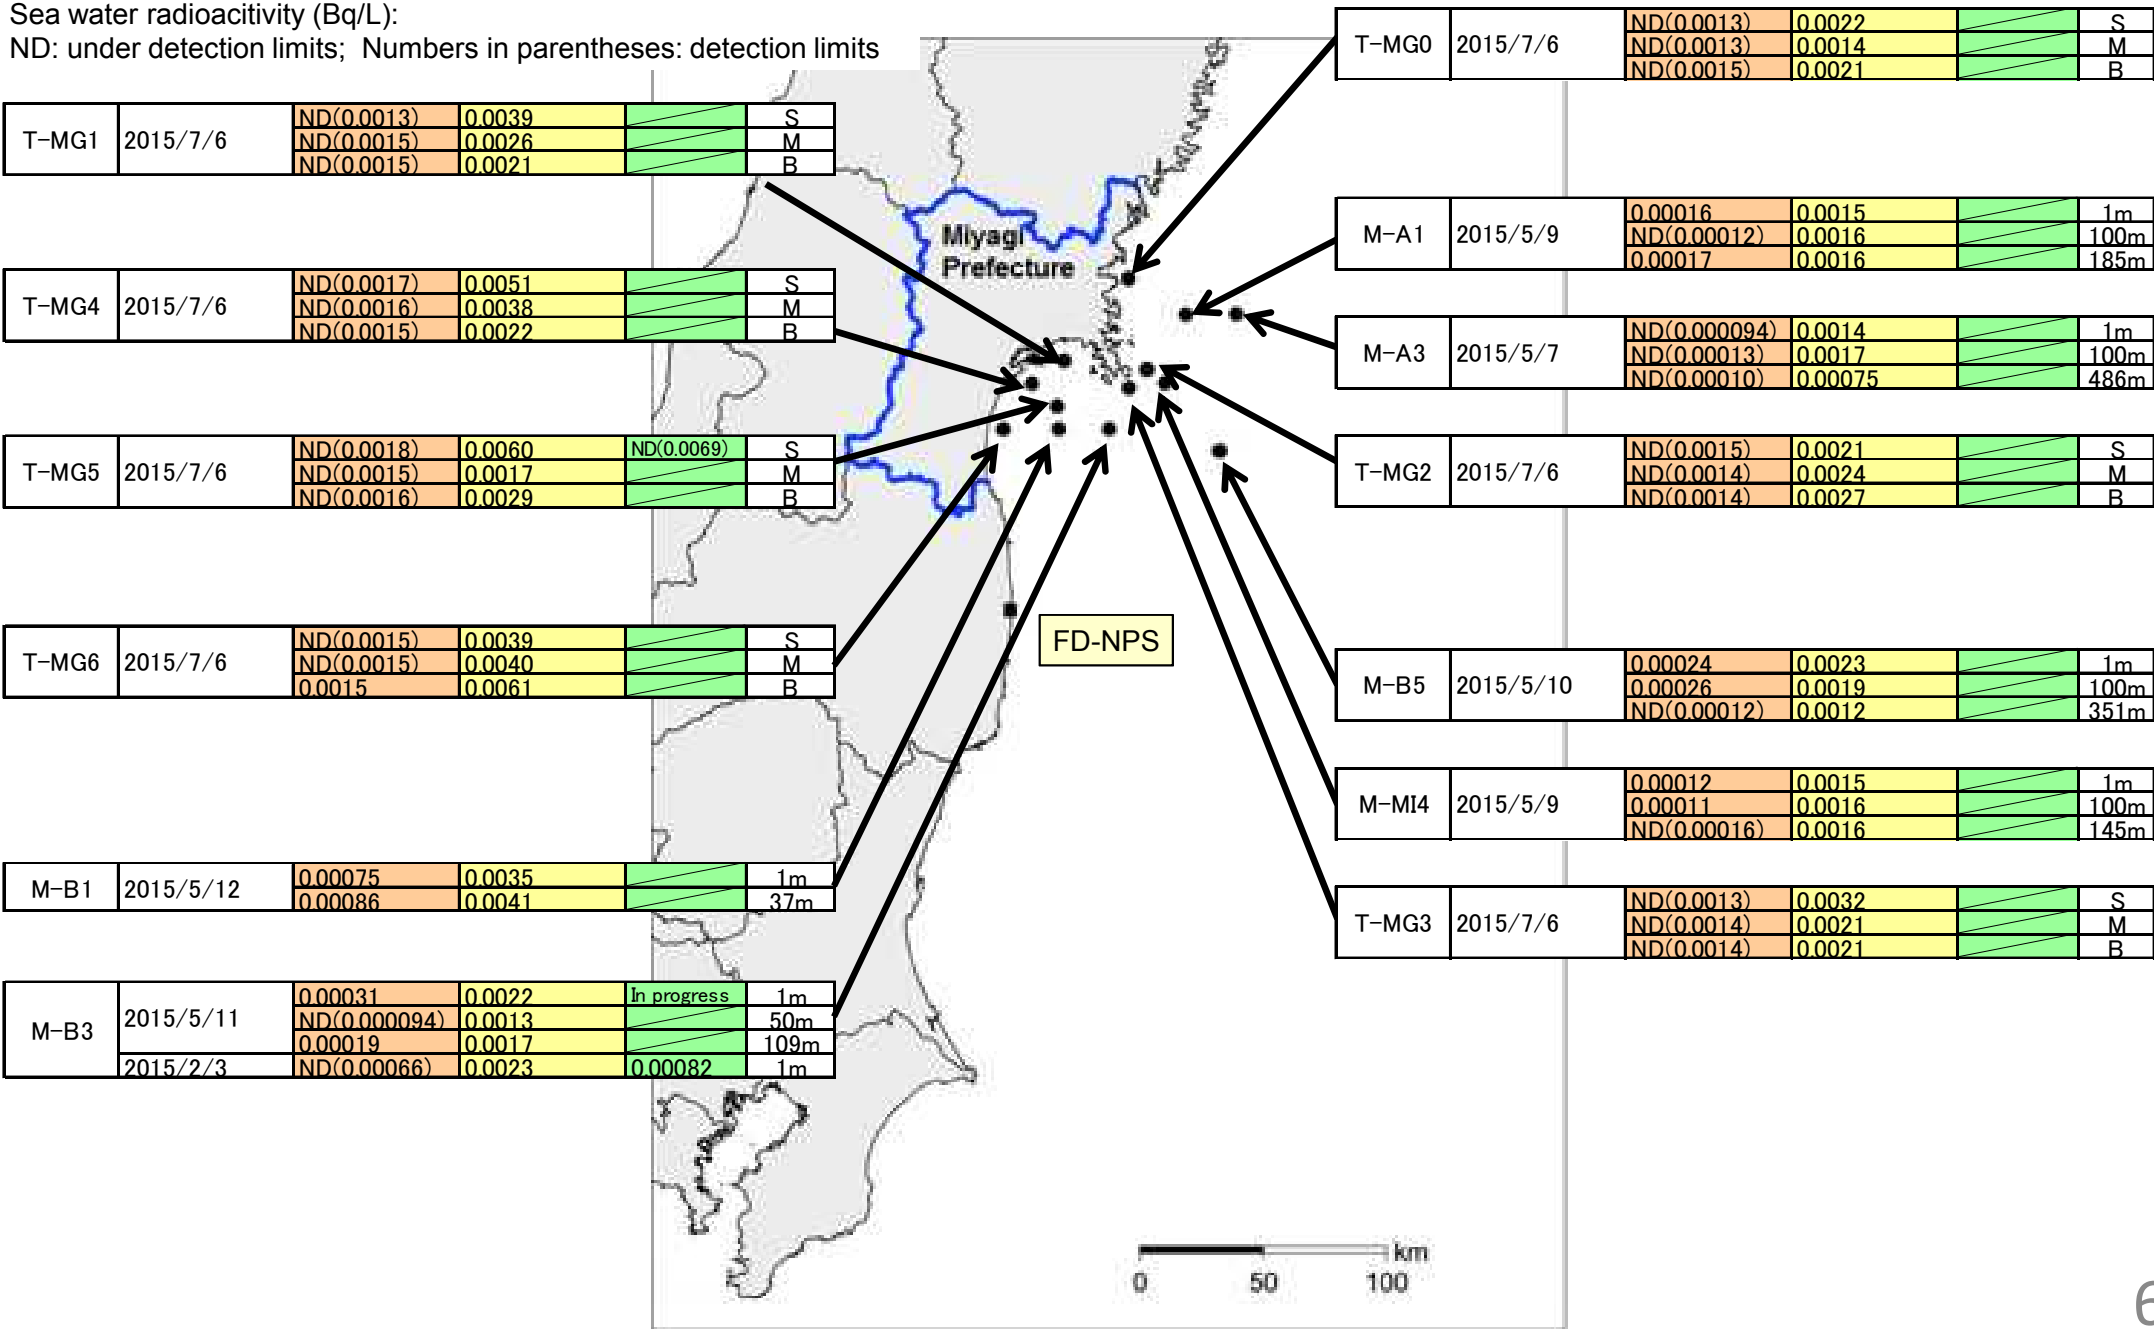 Sea water radioacitivity (Bq/L):
ND: under detection limits; Numbers in parentheses: detection limits
T-MG0 2015/7/6 ND(0.0013) 0.0022 S
ND(0.0013) 0.0014 M
ND(0.0015) 0.0021 B
T-MG1 2015/7/6 ND(0.0013) 0.0039 S
ND(0.0015) 0.0026 M
ND(0.0015) 0.0021 B
M-A1 2015/5/9 0.00016 0.0015 1m
ND(0.00012) 0.0016 100m
0.00017 0.0016 185m
Miyagi
Prefecture
T-MG4 2015/7/6 ND(0.0017) 0.0051 S
ND(0.0016) 0.0038 M
ND(0.0015) 0.0022 B
M-A3 2015/5/7 ND(0.000094) 0.0014 1m
ND(0.00013) 0.0017 100m
ND(0.00010) 0.00075 486m
T-MG5 2015/7/6 ND(0.0018) 0.0060 ND(0.0069) S
ND(0.0015) 0.0017 M
ND(0.0016) 0.0029 B
T-MG2 2015/7/6 ND(0.0015) 0.0021 S
ND(0.0014) 0.0024 M
ND(0.0014) 0.0027 B
FD-NPS
T-MG6 2015/7/6 ND(0.0015) 0.0039 S
ND(0.0015) 0.0040 M
0.0015 0.0061 B
M-B5 2015/5/10 0.00024 0.0023 1m
0.00026 0.0019 100m
ND(0.00012) 0.0012 351m
M-MI4 2015/5/9 0.00012 0.0015 1m
0.00011 0.0016 100m
ND(0.00016) 0.0016 145m
M-B1 2015/5/12 0.00075 0.0035 1m
0.00086 0.0041 37m
T-MG3 2015/7/6 ND(0.0013) 0.0032 S
ND(0.0014) 0.0021 M
ND(0.0014) 0.0021 B
M-B3 2015/5/11 0.00031 0.0022 In progress 1m
ND(0.000094) 0.0013 50m
0.00019 0.0017 109m
2015/2/3 ND(0.00066) 0.0023 0.00082 1m
km
0 50 100
6